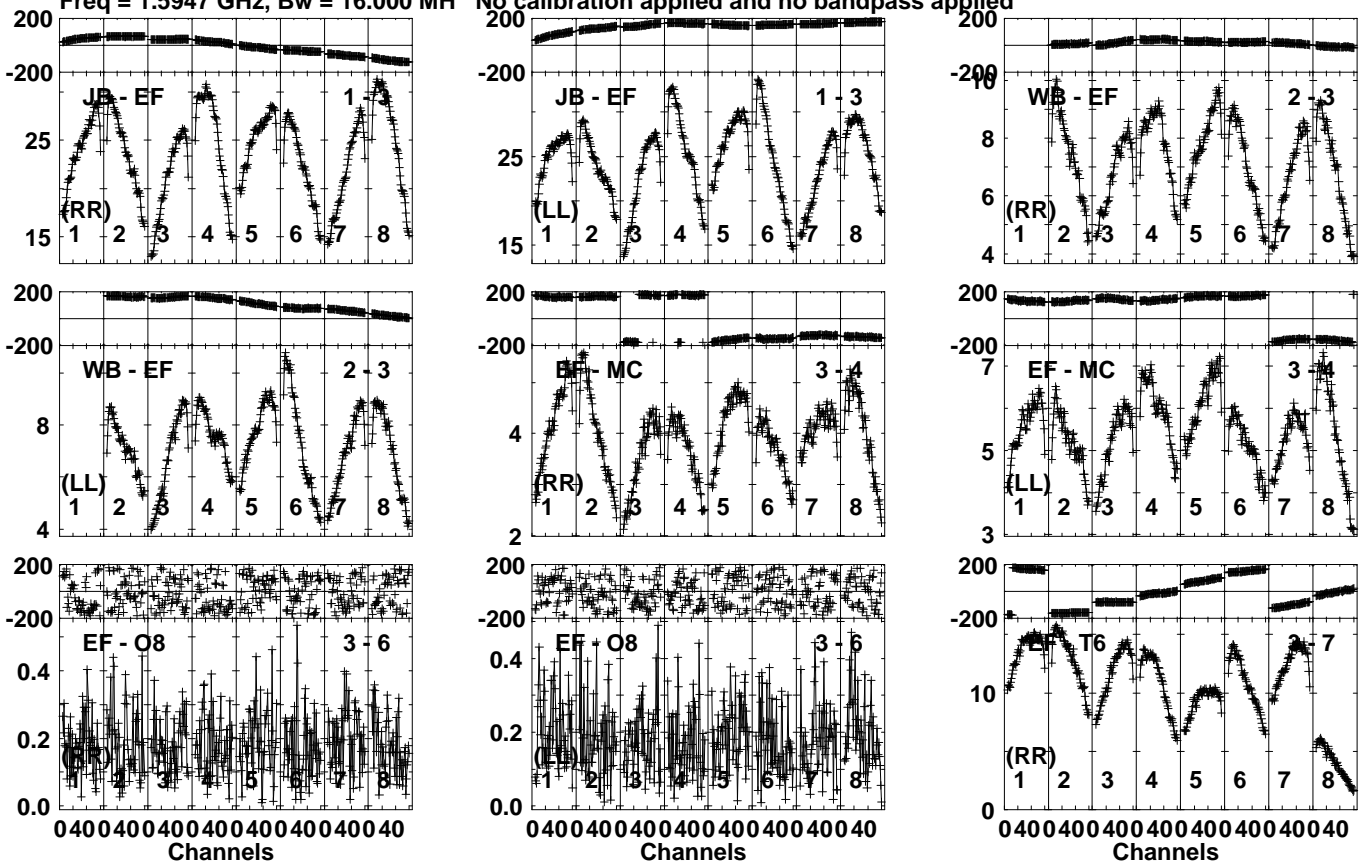 Freq = 1.5947 GHz, Bw = 16.000 MH No calibration applied and no bandpass applied
200 200 200
-200 -200 -200
JB - EF 1 - 3 JB - EF 1 - 3 WB - EF 2 - 3
10
25 25 8
6
15 15 4
(RR) (LL) (RR)
1 2 3 4 5 6 7 8 1 2 3 4 5 6 7 8 1 2 3 4 5 6 7 8
200 200 200
-200 -200 -200
WB - EF 2 - 3 EF - MC 3 - 4 EF - MC 3 - 4
7
8 4 5
4 2 3
(LL) (RR) (LL)
1 2 3 4 5 6 7 8 1 2 3 4 5 6 7 8 1 2 3 4 5 6 7 8
200 200 200
-200 -200 -200
EF - O8 3 - 6 EF - O8 3 - 6 EF - T6 3 - 7
0.4 0.4 10
0.2 0.2
0.0 0.0 0
(RR) (LL) (RR)
1 2 3 4 5 6 7 8 1 2 3 4 5 6 7 8 1 2 3 4 5 6 7 8
0 40 0 40 0 40 0 40 0 40 0 40 0 40 0 40 0 40 0 40 0 40 0 40 0 40 0 40 0 40 0 40 0 40 0 40 0 40 0 40 0 40 0 40 0 40 0 40
Channels Channels Channels